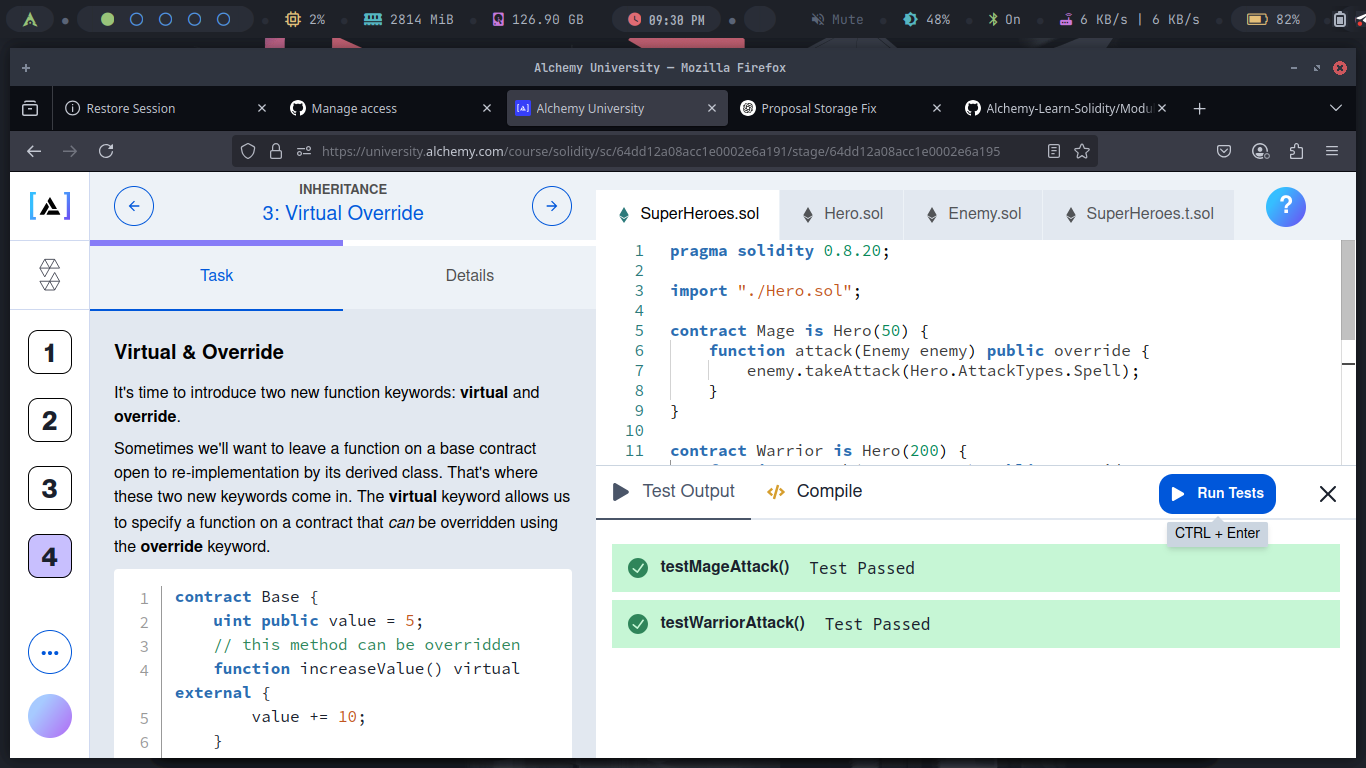 2% 2814 MiB 126.90 GB 09:30 PM Mute 48% On 6 KB/s | 6 KB/s 82%
Alchemy University — Mozilla Firefox
Restore Session
Manage access
Alchemy University
Proposal Storage Fix
Alchemy-Learn-Solidity/Modu
https://university.alchemy.com/course/solidity/sc/64dd12a08acc1e0002e6a191/stage/64dd12a08acc1e0002e6a195
INHERITANCE
3: Virtual Override
Task
Details
1
2
3
4
Virtual & Override
It's time to introduce two new function keywords: virtual and
override.
Sometimes we'll want to leave a function on a base contract
open to re-implementation by its derived class. That's where
these two new keywords come in. The virtual keyword allows us
to specify a function on a contract that can be overridden using
the override keyword.
1 contract Base {
2 uint public value = 5;
3 // this method can be overridden
4 function increaseValue() virtual
external {
5 value += 10;
6 }
SuperHeroes.sol
Hero.sol
Enemy.sol
SuperHeroes.t.sol
?
1 pragma solidity 0.8.20;
2
3 import "./Hero.sol";
4
5 contract Mage is Hero(50) {
6 function attack(Enemy enemy) public override {
7 enemy.takeAttack(Hero.AttackTypes.Spell);
8 }
9 }
10
11 contract Warrior is Hero(200) {
Test Output
Compile
Run Tests
CTRL + Enter
testMageAttack() Test Passed
testWarriorAttack() Test Passed